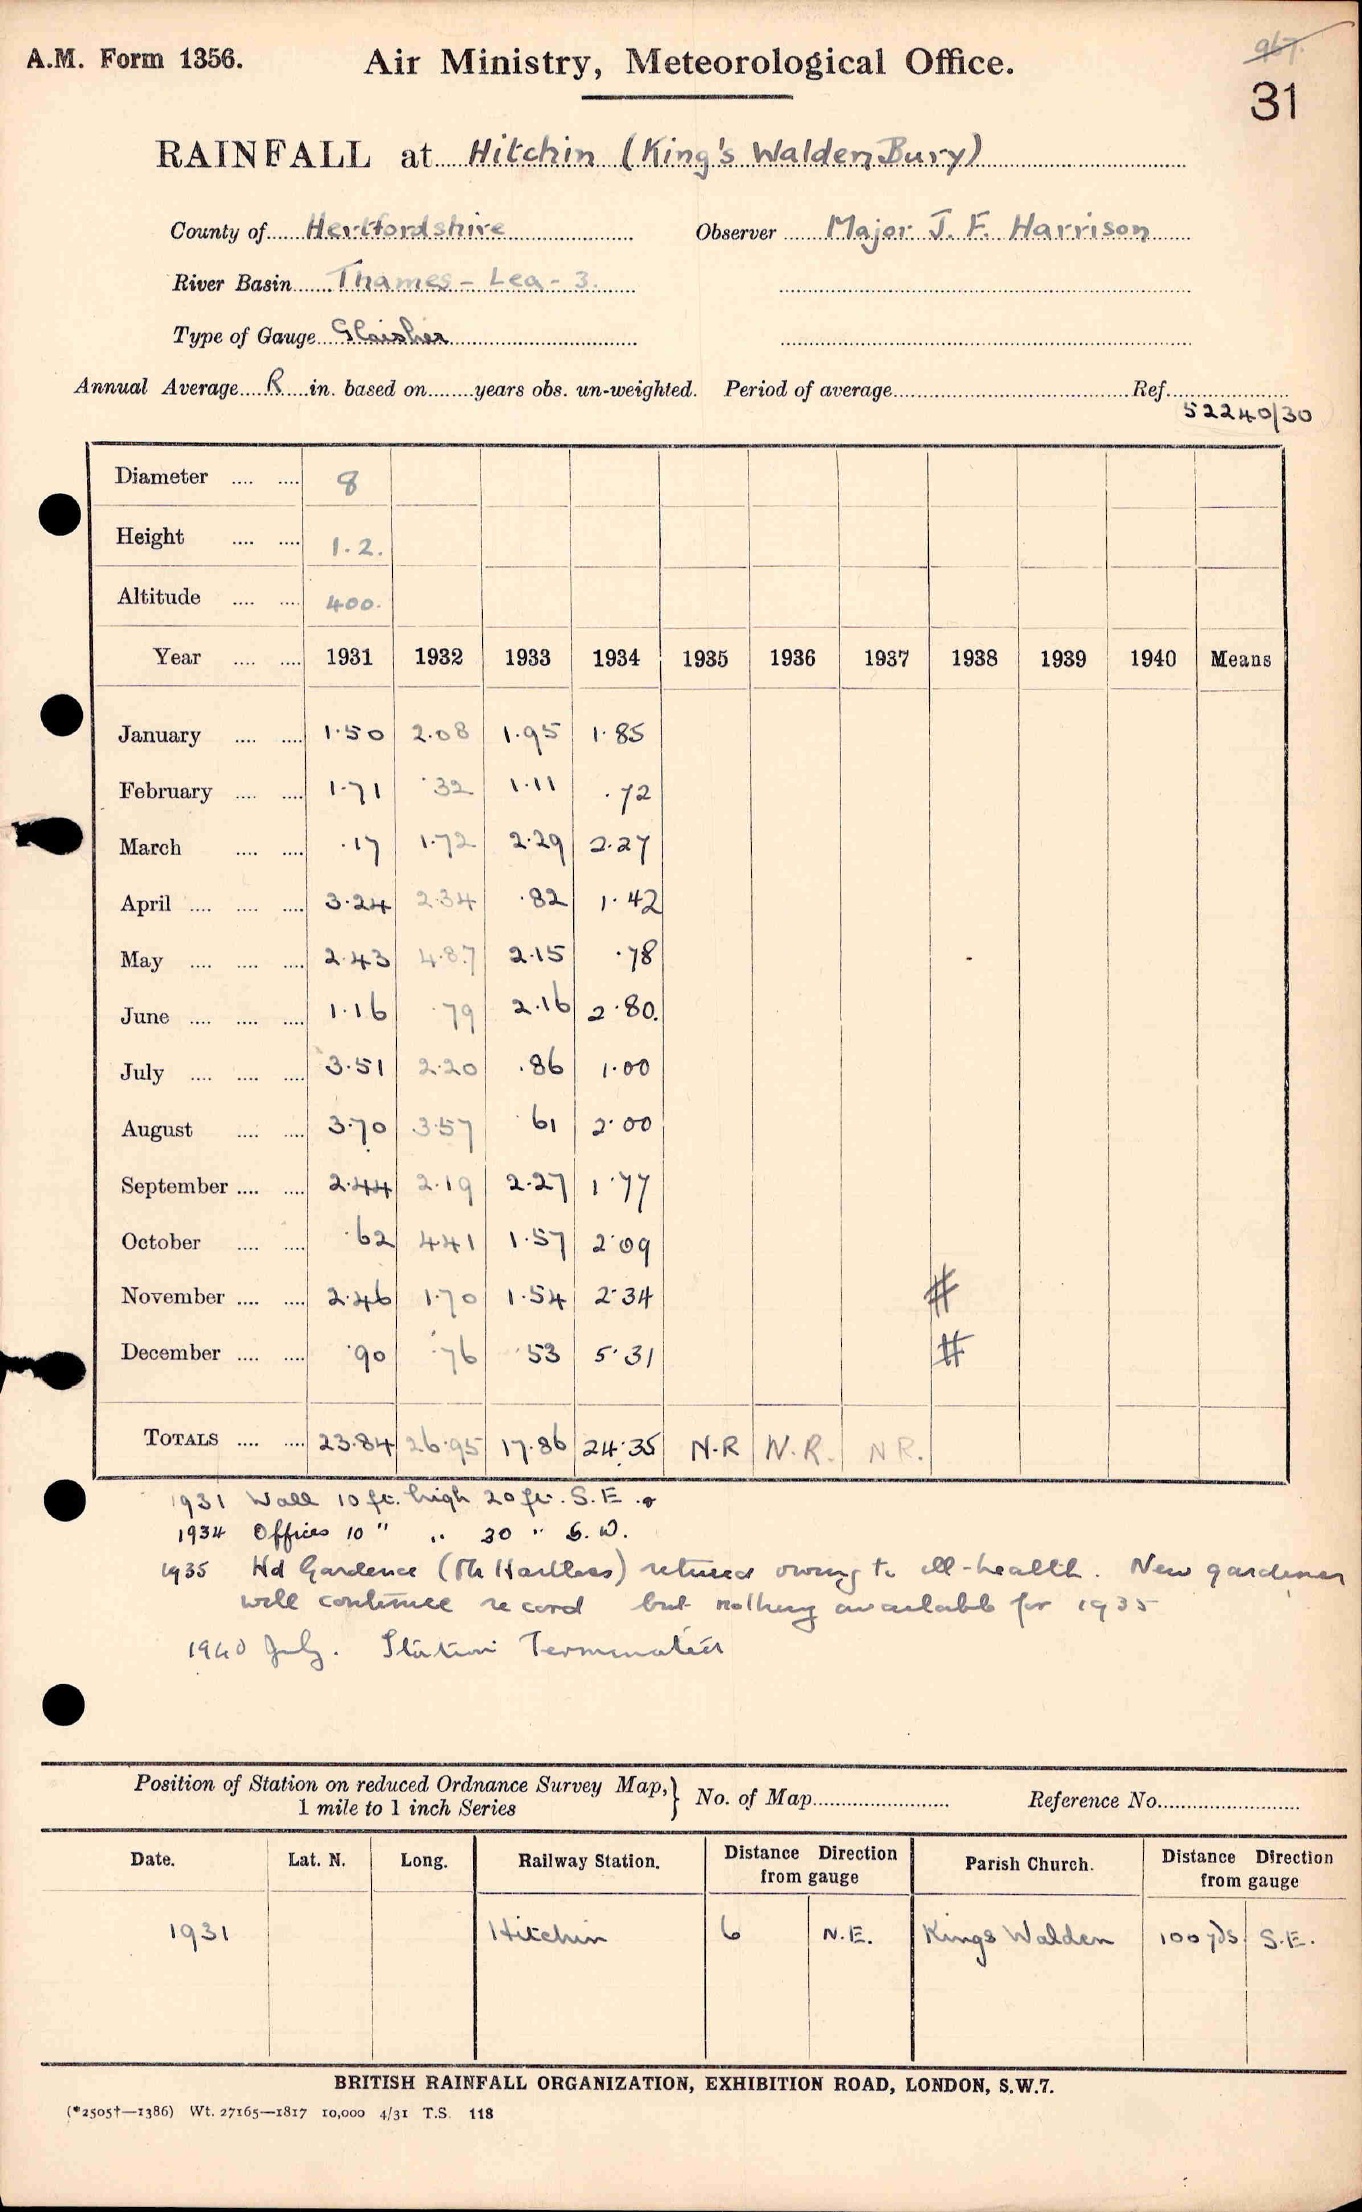 A.M. Form 1356. Air Ministry, Meteorological Office. 967.
31
RAINFALL at Hitchin (King's Walden Bury)
County of Hertfordshire Observer Major J. F. Harrison
River Basin Thames - Lea - 3.
Type of Gauge Glaisher
Annual Average R in. based on years obs. un-weighted. Period of average Ref.
52240/30
Diameter 8
Height 1.2.
Altitude 400.
Year 1931 1932 1933 1934 1935 1936 1937 1938 1939 1940 Means
January 1.50 2.08 1.95 1.85
February 1.71 .32 1.11 .72
March .17 1.72 2.29 2.27
April 3.24 2.34 .82 1.42
May 2.43 4.87 2.15 .78
June 1.16 .79 2.16 2.80.
July 3.51 2.20 .86 1.00
August 3.70 3.57 61 2.00
September 2.44 2.19 2.27 1.77
October .62 4.41 1.57 2.09
November 2.46 1.70 1.54 2.34 #
December .90 .76 .53 5.31 #
TOTALS 23.84 26.95 17.86 24.35 N.R N.R. N R.
1931 Wall 10 ft. high 20 ft. S.E.
1934 Offices 10 " " 30 " S.W.
1935 Hd Gardener (Mr ) retired owing to ill-health. New gardener
will continue record but nothing available for 1935
1940 July. Station Terminated
Position of Station on reduced Ordnance Survey Map,} No. of Map Reference No.
1 mile to 1 inch Series
Date. Lat. N. Long. Railway Station. Distance Direction from gauge Parish Church. Distance Direction from gauge
1931 Hitchin 6 N.E. Kings Walden 100 yds S.E.
BRITISH RAINFALL ORGANIZATION, EXHIBITION ROAD, LONDON, S.W.7.
(*2505†—1386) Wt. 27165—1817 10,000 4/31 T.S. 118